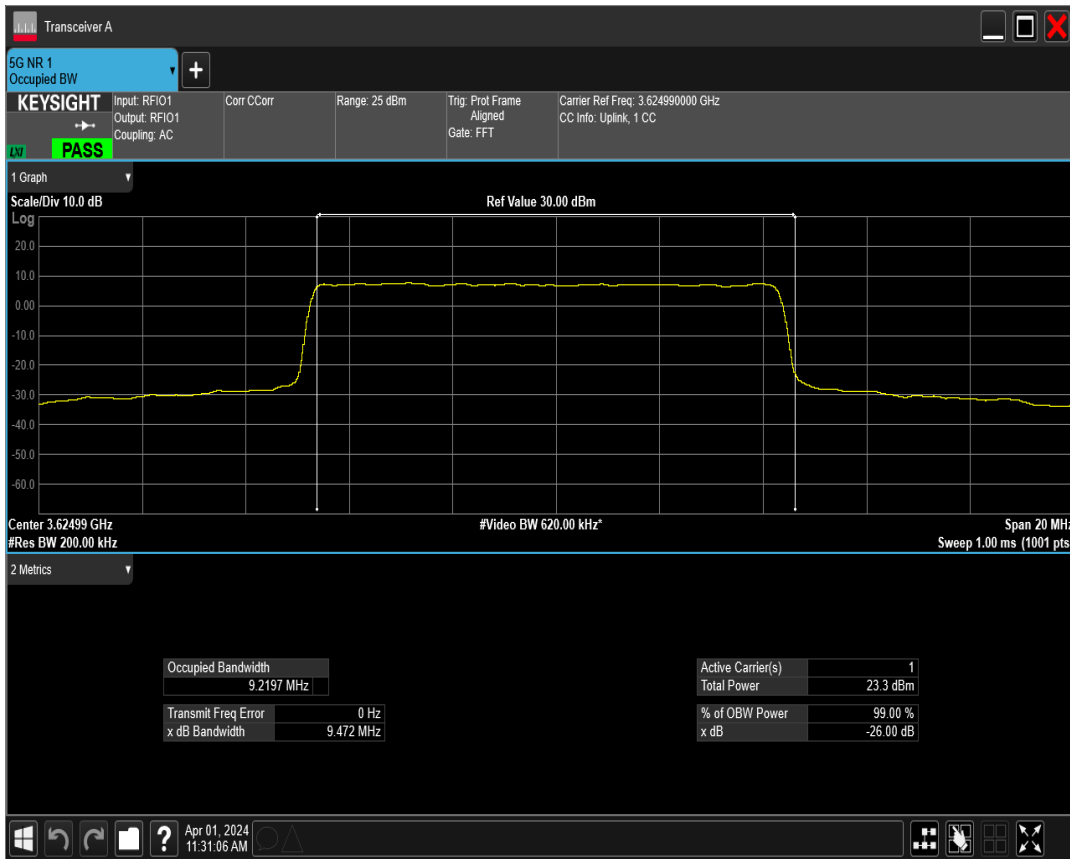 Transceiver A
5G NR 1
Occupied BW
KEYSIGHT
LXI
PASS
Input: RFIO1
Output: RFIO1
Coupling: AC
Corr CCorr
Range: 25 dBm
Trig: Prot Frame
Aligned
Gate: FFT
Carrier Ref Freq: 3.624990000 GHz
CC Info: Uplink, 1 CC
1 Graph
Scale/Div 10.0 dB
Ref Value 30.00 dBm
Log
20.0
10.0
0.00
-10.0
-20.0
-30.0
-40.0
-50.0
-60.0
Center 3.62499 GHz
#Video BW 620.00 kHz*
Span 20 MHz
#Res BW 200.00 kHz
Sweep 1.00 ms (1001 pts
2 Metrics
Occupied Bandwidth
9.2197 MHz
Transmit Freq Error 0 Hz
x dB Bandwidth 9.472 MHz
Active Carrier(s) 1
Total Power 23.3 dBm
% of OBW Power 99.00 %
x dB -26.00 dB
Apr 01, 2024
11:31:06 AM